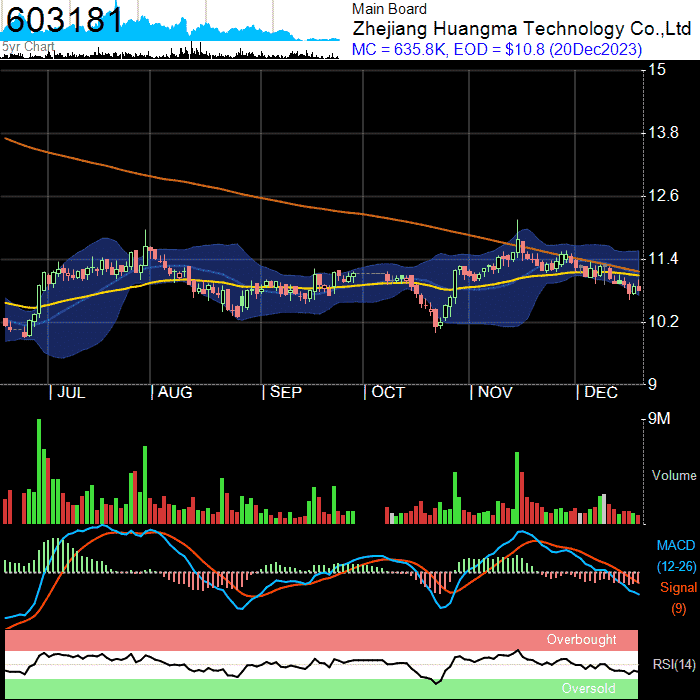 603181
5yr Chart
Main Board
Zhejiang Huangma Technology Co.,Ltd
MC = 635.8K, EOD = $10.8 (20Dec2023)
15
13.8
12.6
11.4
10.2
9
JUL AUG SEP OCT NOV DEC
9M
Volume
MACD
(12-26)
Signal
(9)
Overbought
RSI(14)
Oversold